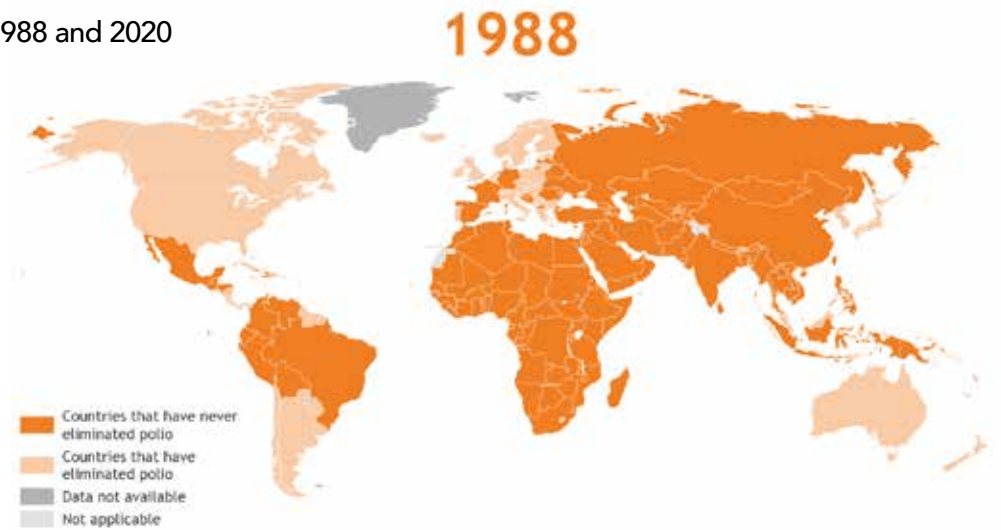 988 and 2020
1988
Countries that have never
eliminated polio
Countries that have
eliminated polio
Data not available
Not applicable